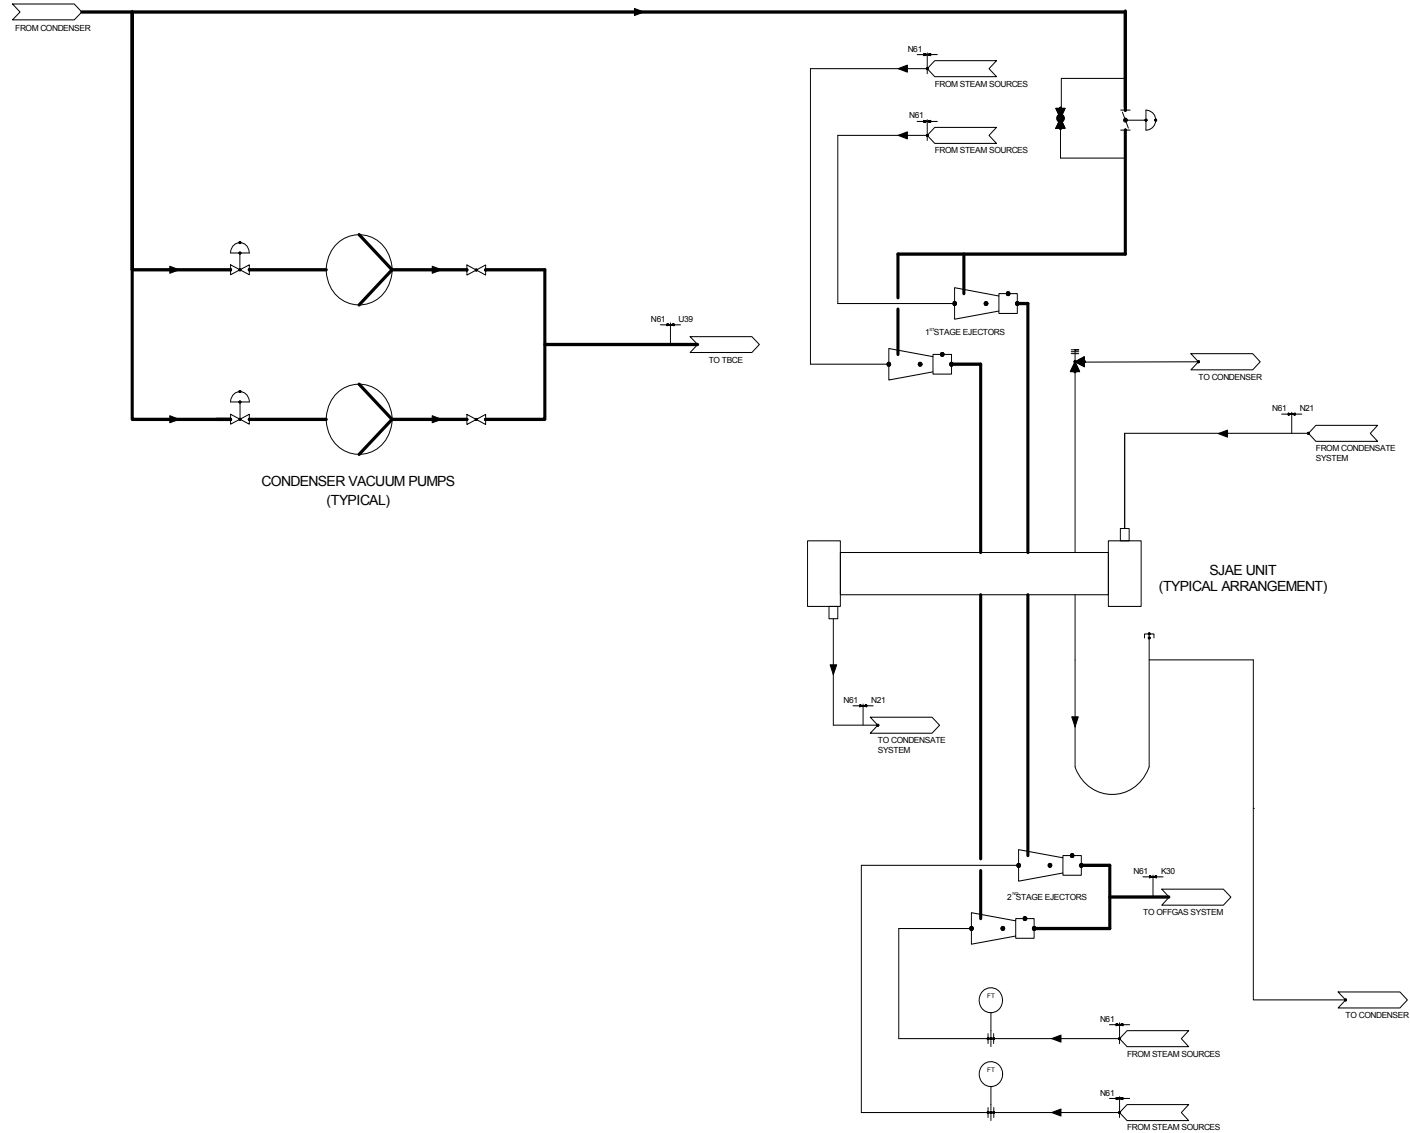 FROM CONDENSER
N61
FROM STEAM SOURCES
N61
FROM STEAM SOURCES
N61 U39
TO TBCE
1ST STAGE EJECTORS
TO CONDENSER
N61 N21
FROM CONDENSATE
SYSTEM
CONDENSER VACUUM PUMPS
(TYPICAL)
SJAE UNIT
(TYPICAL ARRANGEMENT)
N61 N21
TO CONDENSATE
SYSTEM
N61 K30
2ND STAGE EJECTORS
TO OFFGAS SYSTEM
FT
TO CONDENSER
N61
FROM STEAM SOURCES
FT
N61
FROM STEAM SOURCES